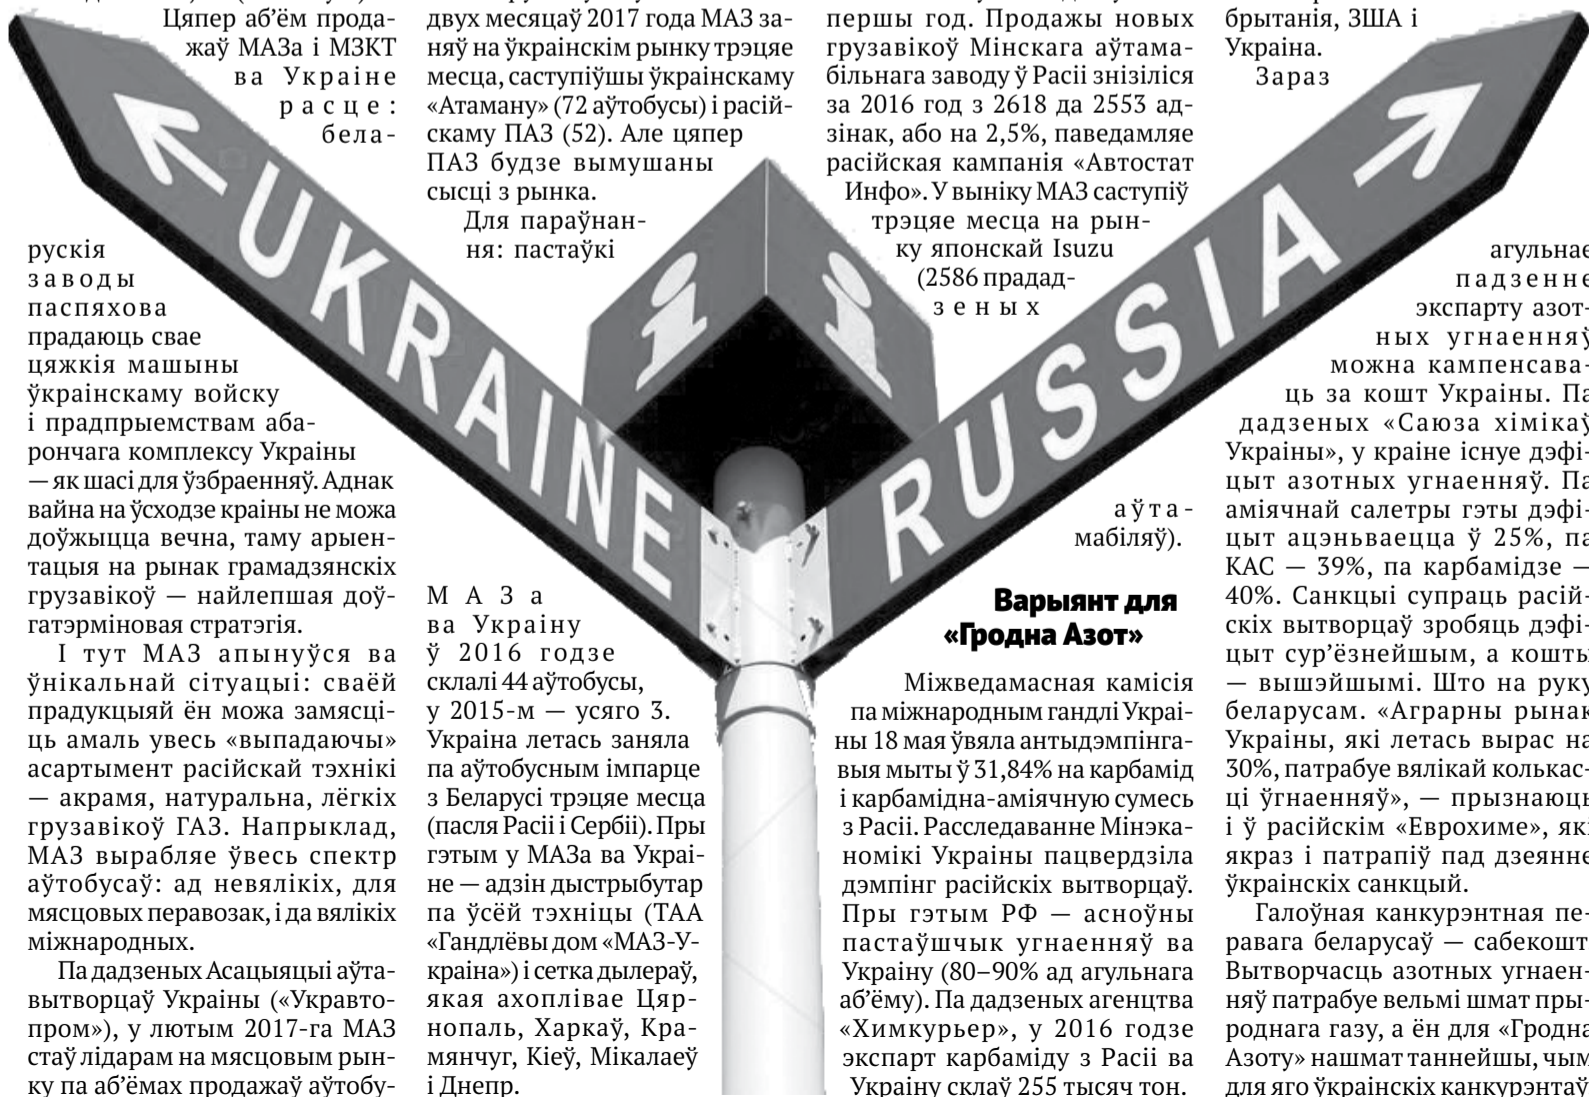 Цяпер аб’ём прода-
жаў МАЗа і МЗКТ
ва Украіне
расце:
бела-
рускія
заводы
паспяхова
прадаюць свае
цяжкія машыны
ўкраінскаму войску
і прадпрыемствам аба-
рончага комплексу Украіны
— як шасі для ўзбраенняў. Аднак
вайна на ўсходзе краіны не можа
доўжыцца вечна, таму арыен-
тацыя на рынак грамадзянскіх
грузавікоў — найлепшая доў-
гатэрміновая стратэгія.
І тут МАЗ апынуўся ва
ўнікальнай сітуацыі: сваёй
прадукцыяй ён можа замясці-
ць амаль увесь «выпадаючы»
асартымент расійскай тэхнікі
— акрамя, натуральна, лёгкіх
грузавікоў ГАЗ. Напрыклад,
МАЗ вырабляе ўвесь спектр
аўтобусаў: ад невялікіх, для
мясцовых перавозак, і да вялікіх
міжнародных.
Па дадзеных Асацыяцыі аўта-
вытворцаў Украіны («Укравто-
пром»), у лютым 2017-га МАЗ
стаў лідарам на мясцовым рын-
ку па аб’ёмах продажаў аўтобу-
двух месяцаў 2017 года МАЗ за-
няў на ўкраінскім рынку трэцяе
месца, саступіўшы ўкраінскаму
«Атаману» (72 аўтобусы) і расій-
скаму ПАЗ (52). Але цяпер
ПАЗ будзе вымушаны
сысці з рынка.
Для параўнан-
ня: пастаўкі
МАЗа
ва Украіну
ў 2016 годзе
склалі 44 аўтобусы,
у 2015-м — усяго 3.
Украіна летась заняла
па аўтобусным імпарце
з Беларусі трэцяе месца
(пасля Расіі і Сербіі). Пры
гэтым у МАЗа ва Украі-
не — адзін дыстрыбутар
па ўсёй тэхніцы (ТАА
«Гандлёвы дом «МАЗ-У-
краіна») і сетка дылераў,
якая ахоплівае Цяр-
нопаль, Харкаў, Кра-
мянчуг, Кіеў, Мікалаеў
і Днепр.
першы год. Продажы новых
грузавікоў Мінскага аўтама-
більнага заводу ў Расіі знізіліся
за 2016 год з 2618 да 2553 ад-
зінак, або на 2,5%, паведамляе
расійская кампанія «Автостат
Инфо». У выніку МАЗ саступіў
трэцяе месца на рын-
ку японскай Isuzu
(2586 прадад-
зеных
аўта-
мабіляў).
Варыянт для
«Гродна Азот»
Міжведамасная камісія
па міжнародным гандлі Украі-
ны 18 мая ўвяла антыдэмпінга-
выя мыты ў 31,84% на карбамід
і карбамідна-аміячную сумесь
з Расіі. Расследаванне Мінэка-
номікі Украіны пацвердзіла
дэмпінг расійскіх вытворцаў.
Пры гэтым РФ — асноўны
пастаўшчык угнаенняў ва
Украіну (80–90% ад агульнага
аб’ёму). Па дадзеных агенцтва
«Химкурьер», у 2016 годзе
экспарт карбаміду з Расіі ва
Украіну склаў 255 тысяч тон.
брытанія, ЗША і
Украіна.
Зараз
агульнае
падзенне
экспарту азот-
ных угнаенняў
можна кампенсава-
ць за кошт Украіны. Па
дадзеных «Саюза хімікаў
Украіны», у краіне існуе дэфі-
цыт азотных угнаенняў. Па
аміячнай салетры гэты дэфі-
цыт ацэньваецца ў 25%, па
КАС — 39%, па карбамідзе —
40%. Санкцыі супраць расій-
скіх вытворцаў зробяць дэфі-
цыт сур’ёзнейшым, а кошты
— вышэйшымі. Што на руку
беларусам. «Аграрны рынак
Украіны, які летась вырас на
30%, патрабуе вялікай колькас-
ці ўгнаенняў», — прызнаюць
і ў расійскім «Еврохиме», які
якраз і патрапіў пад дзеянне
ўкраінскіх санкцый.
Галоўная канкурэнтная пе-
равага беларусаў — сабекошт.
Вытворчасць азотных угнаен-
няў патрабуе вельмі шмат пры-
роднага газу, а ён для «Гродна
Азоту» нашмат таннейшы, чым
для яго ўкраінскіх канкурэнтаў.
UKRAINE
i i
RUSSIA